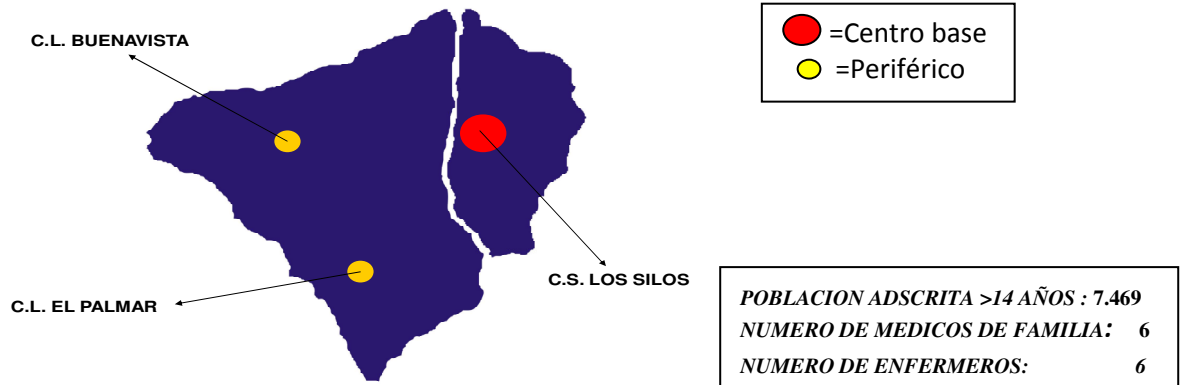 C.L. BUENAVISTA
=Centro base
=Periférico
C.S. LOS SILOS
C.L. EL PALMAR
POBLACION ADSCRITA >14 AÑOS : 7.469
NUMERO DE MEDICOS DE FAMILIA: 6
NUMERO DE ENFERMEROS: 6